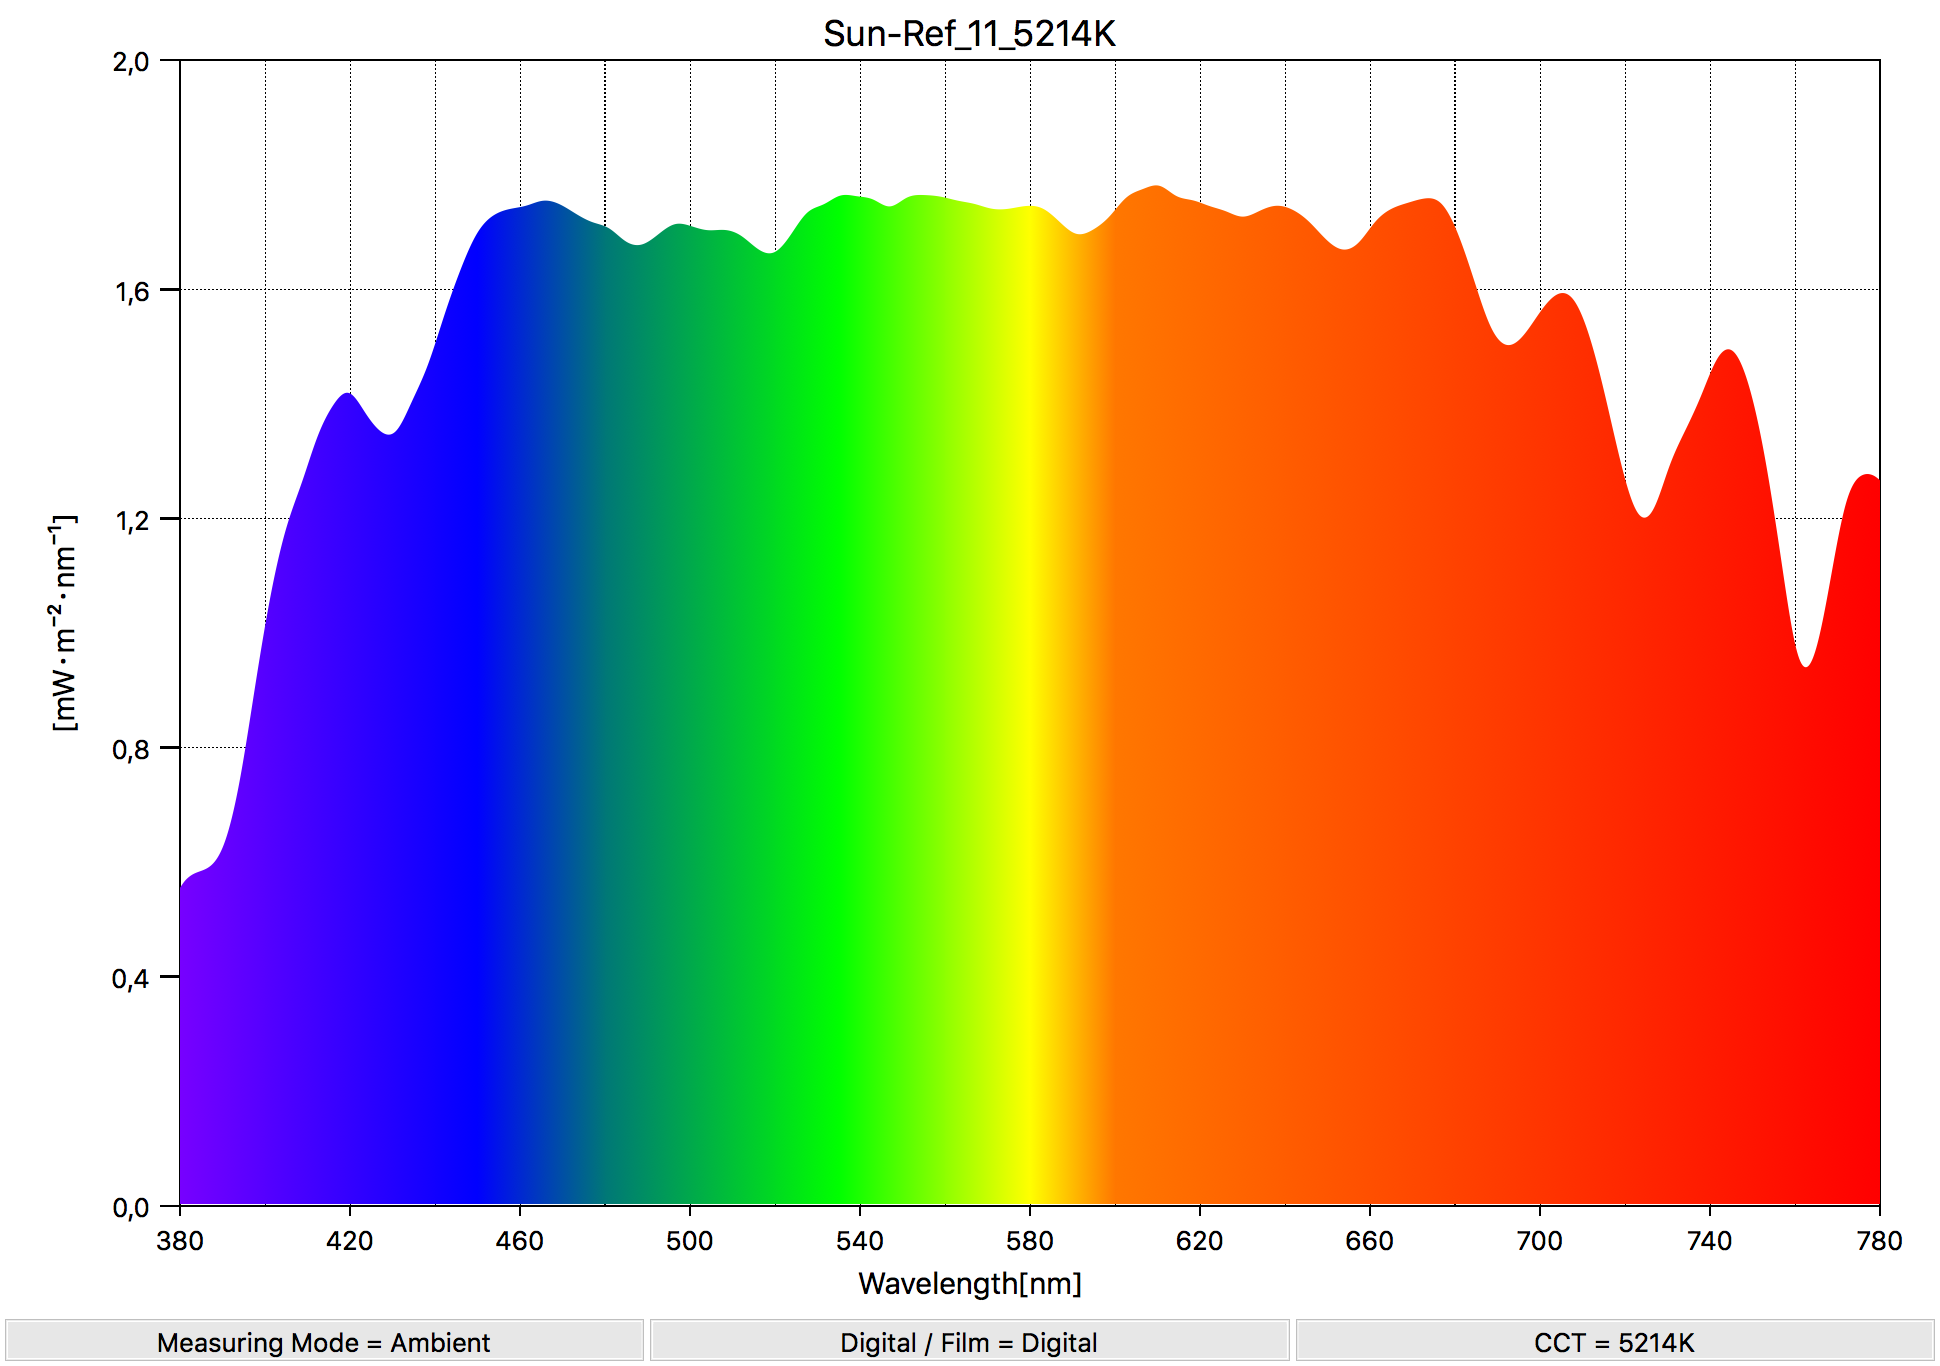 Sun-Ref_11_5214K
2,0
1,6
1,2
0,8
0,4
0,0
[mW·m⁻²·nm⁻¹]
380 420 460 500 540 580 620 660 700 740 780
Wavelength[nm]
Measuring Mode = Ambient Digital / Film = Digital CCT = 5214K